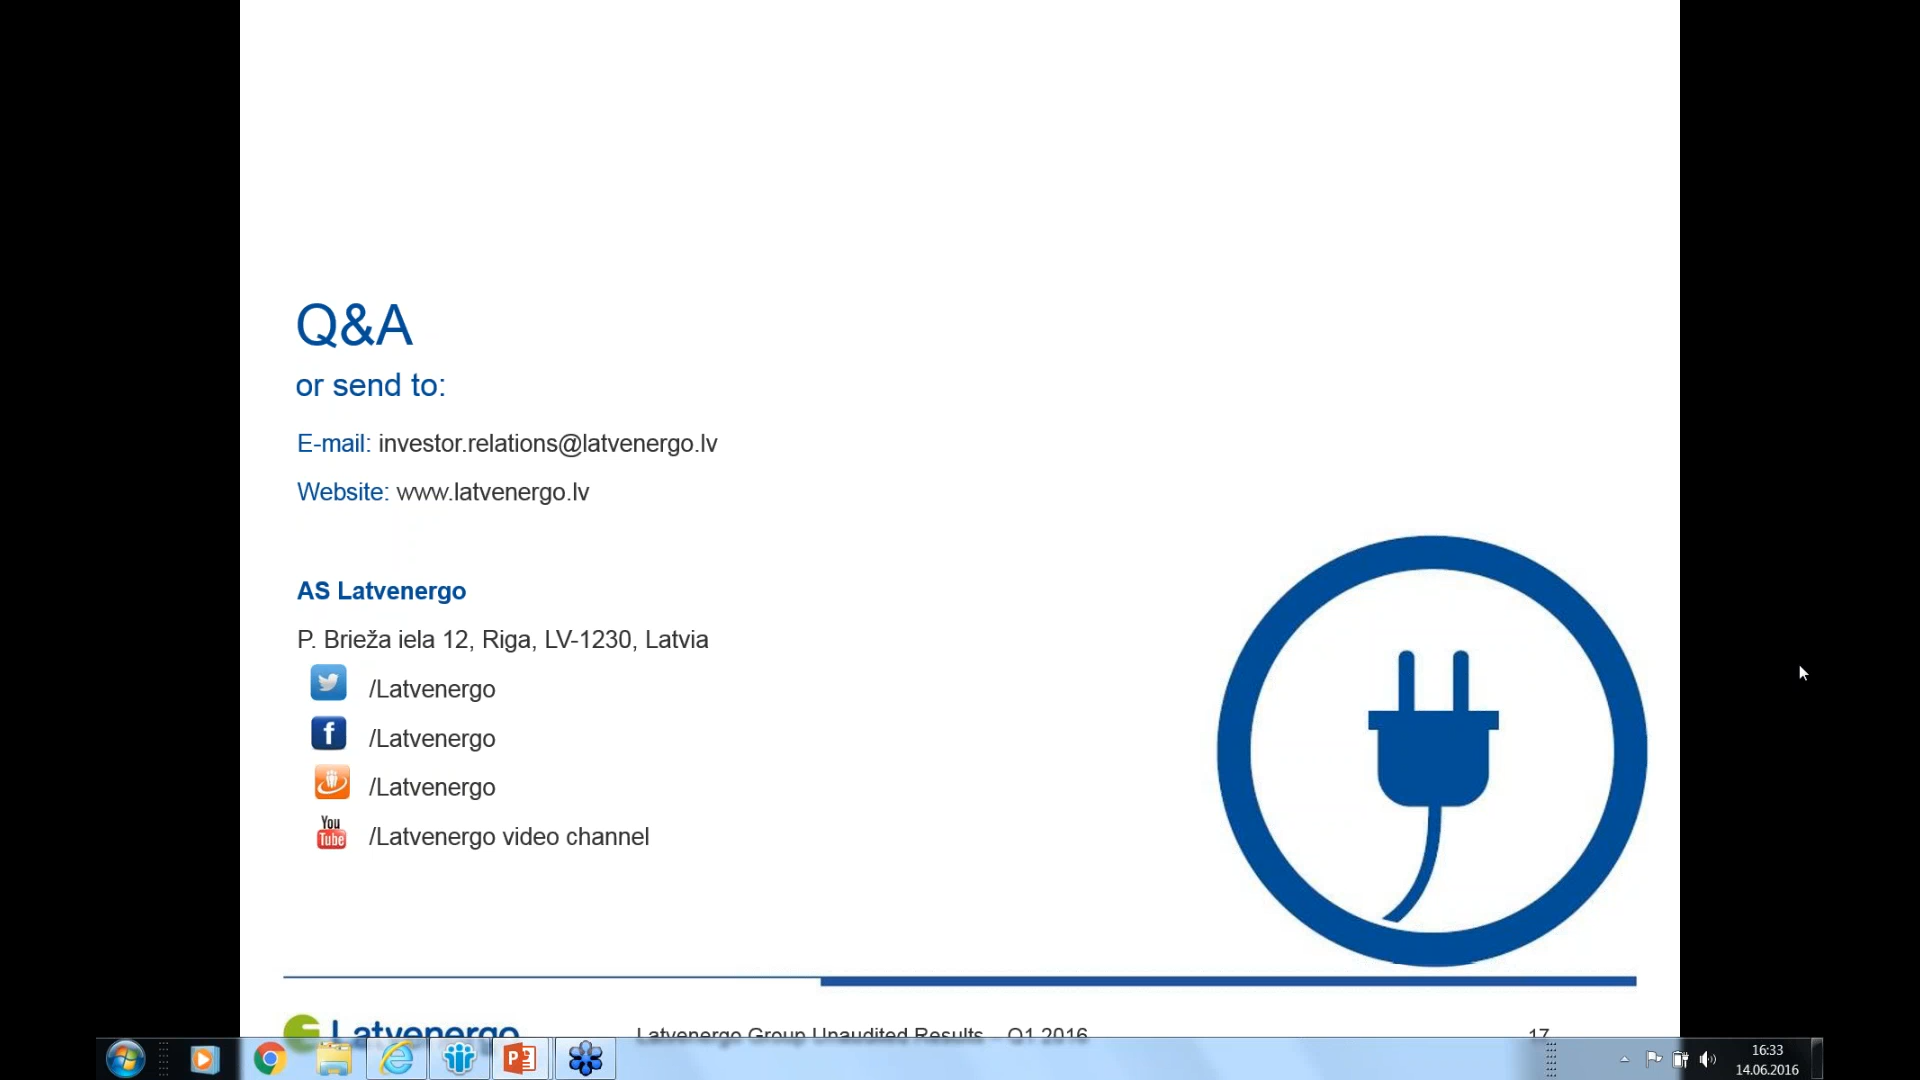 Q&A
or send to:
E-mail: investor.relations@latvenergo.lv
Website: www.latvenergo.lv
AS Latvenergo
P. Brieža iela 12, Riga, LV-1230, Latvia
/Latvenergo
f /Latvenergo
/Latvenergo
You Tube /Latvenergo video channel
Latvenergo Latvenergo Group Unaudited Results – Q1 2016 17
16:33
14.06.2016